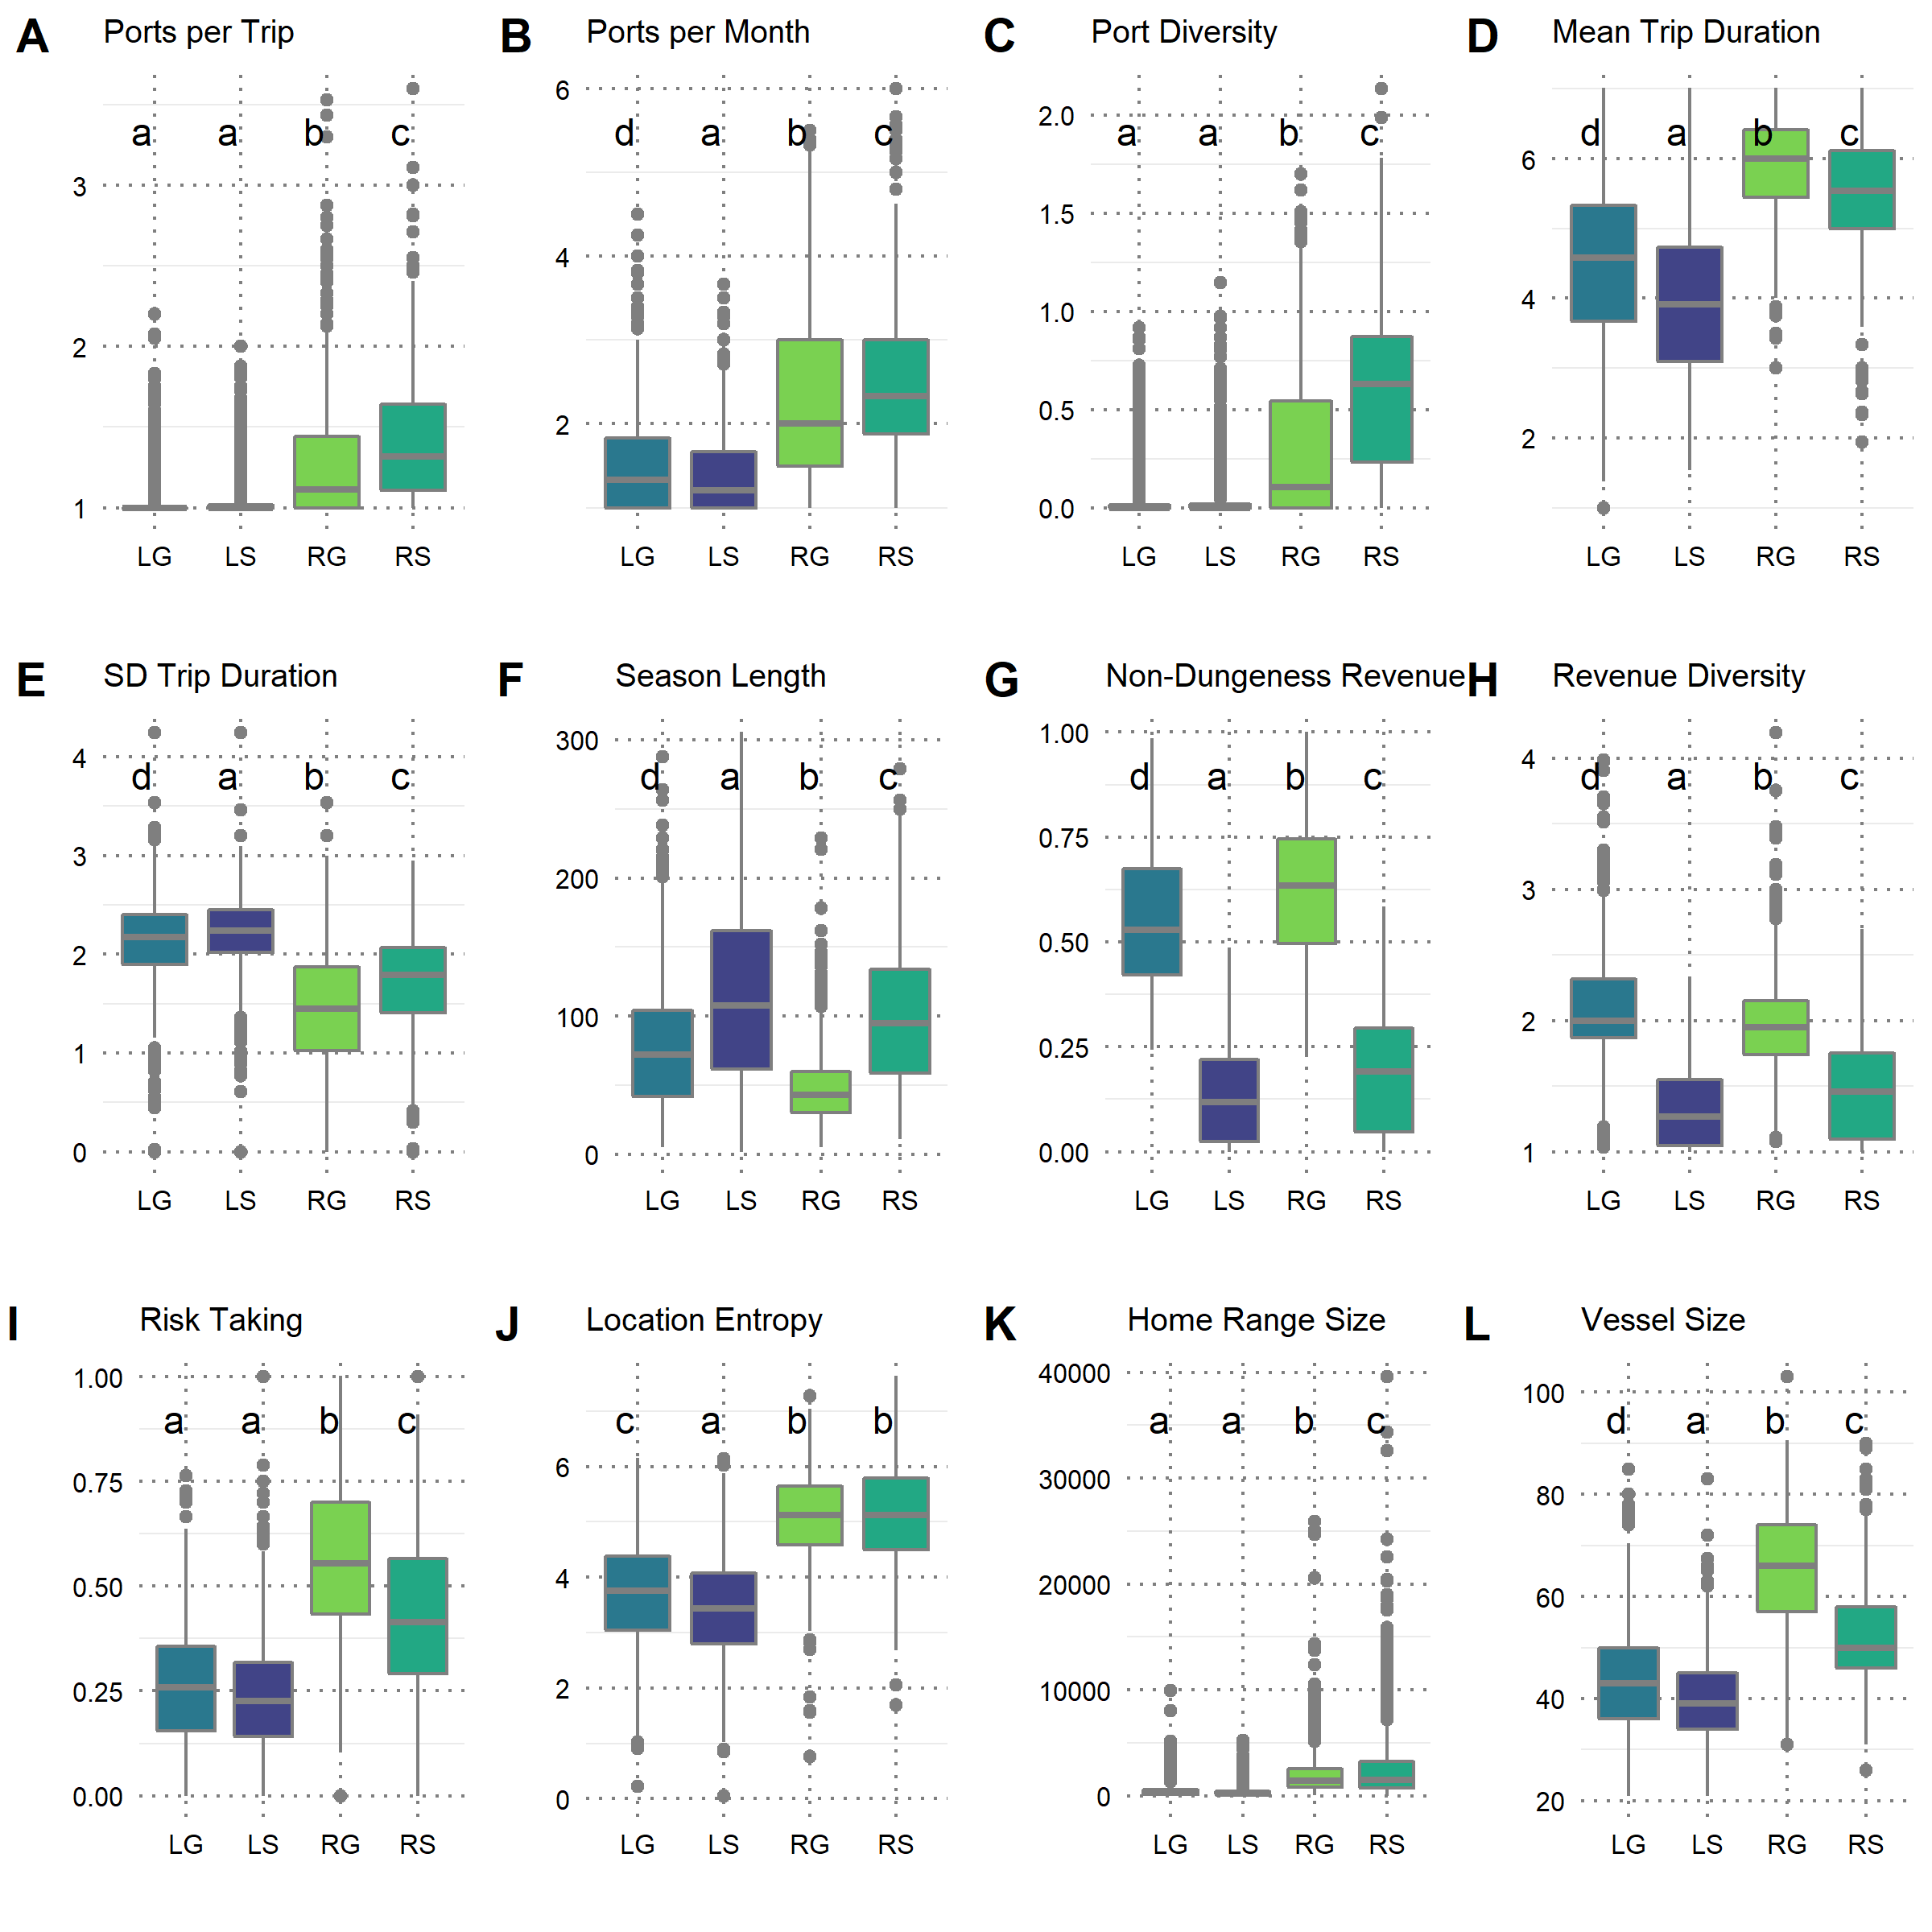 A Ports per Trip
3
2
1
a a b c
LG LS RG RS
B Ports per Month
6
4
2
d a b c
LG LS RG RS
C Port Diversity
2.0
1.5
1.0
0.5
0.0
a a b c
LG LS RG RS
D Mean Trip Duration
6
4
2
d a b c
LG LS RG RS
E SD Trip Duration
4
3
2
1
0
d a b c
LG LS RG RS
F Season Length
300
200
100
0
d a b c
LG LS RG RS
G Non-Dungeness Revenue
1.00
0.75
0.50
0.25
0.00
d a b c
LG LS RG RS
H Revenue Diversity
4
3
2
1
d a b c
LG LS RG RS
I Risk Taking
1.00
0.75
0.50
0.25
0.00
a a b c
LG LS RG RS
J Location Entropy
6
4
2
0
c a b b
LG LS RG RS
K Home Range Size
40000
30000
20000
10000
0
a a b c
LG LS RG RS
L Vessel Size
100
80
60
40
20
d a b c
LG LS RG RS